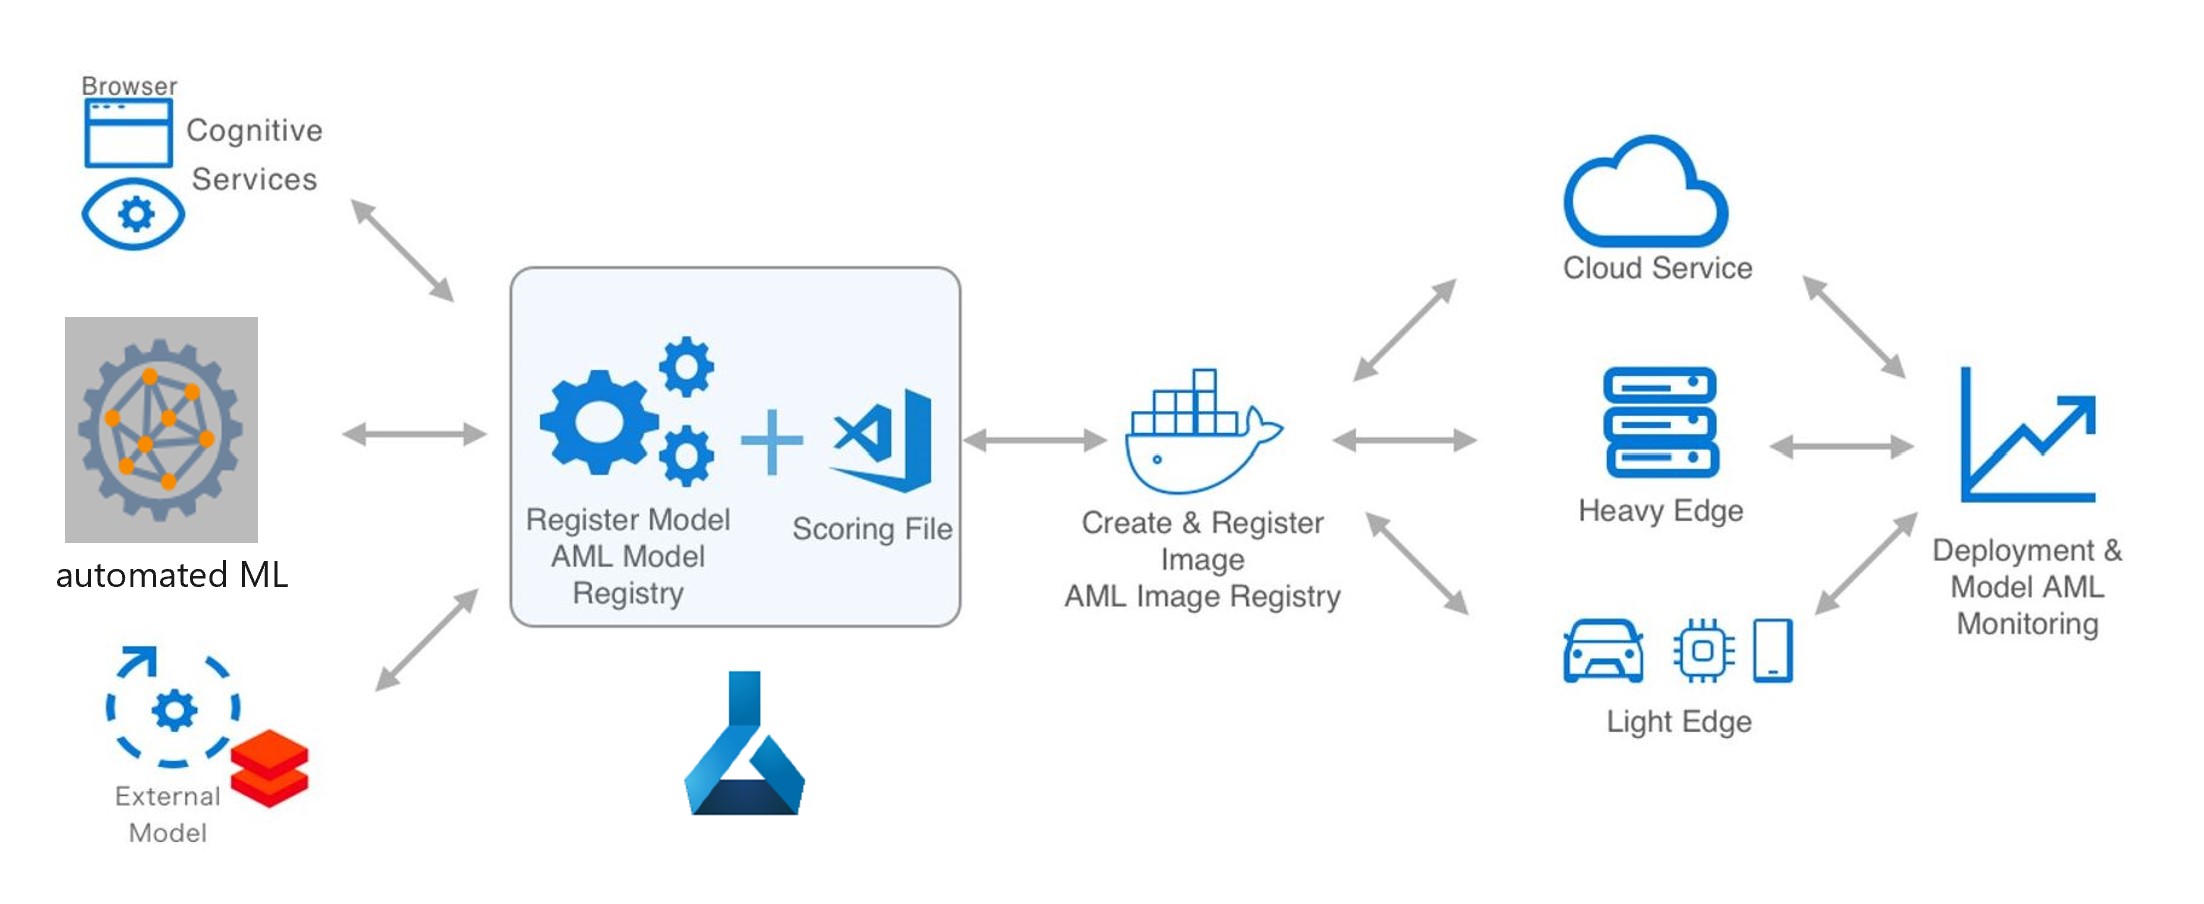 Browser
Cognitive
Services
automated ML
External
Model
Register Model
AML Model
Registry
Scoring File
Create & Register
Image
AML Image Registry
Cloud Service
Heavy Edge
Light Edge
Deployment &
Model AML
Monitoring